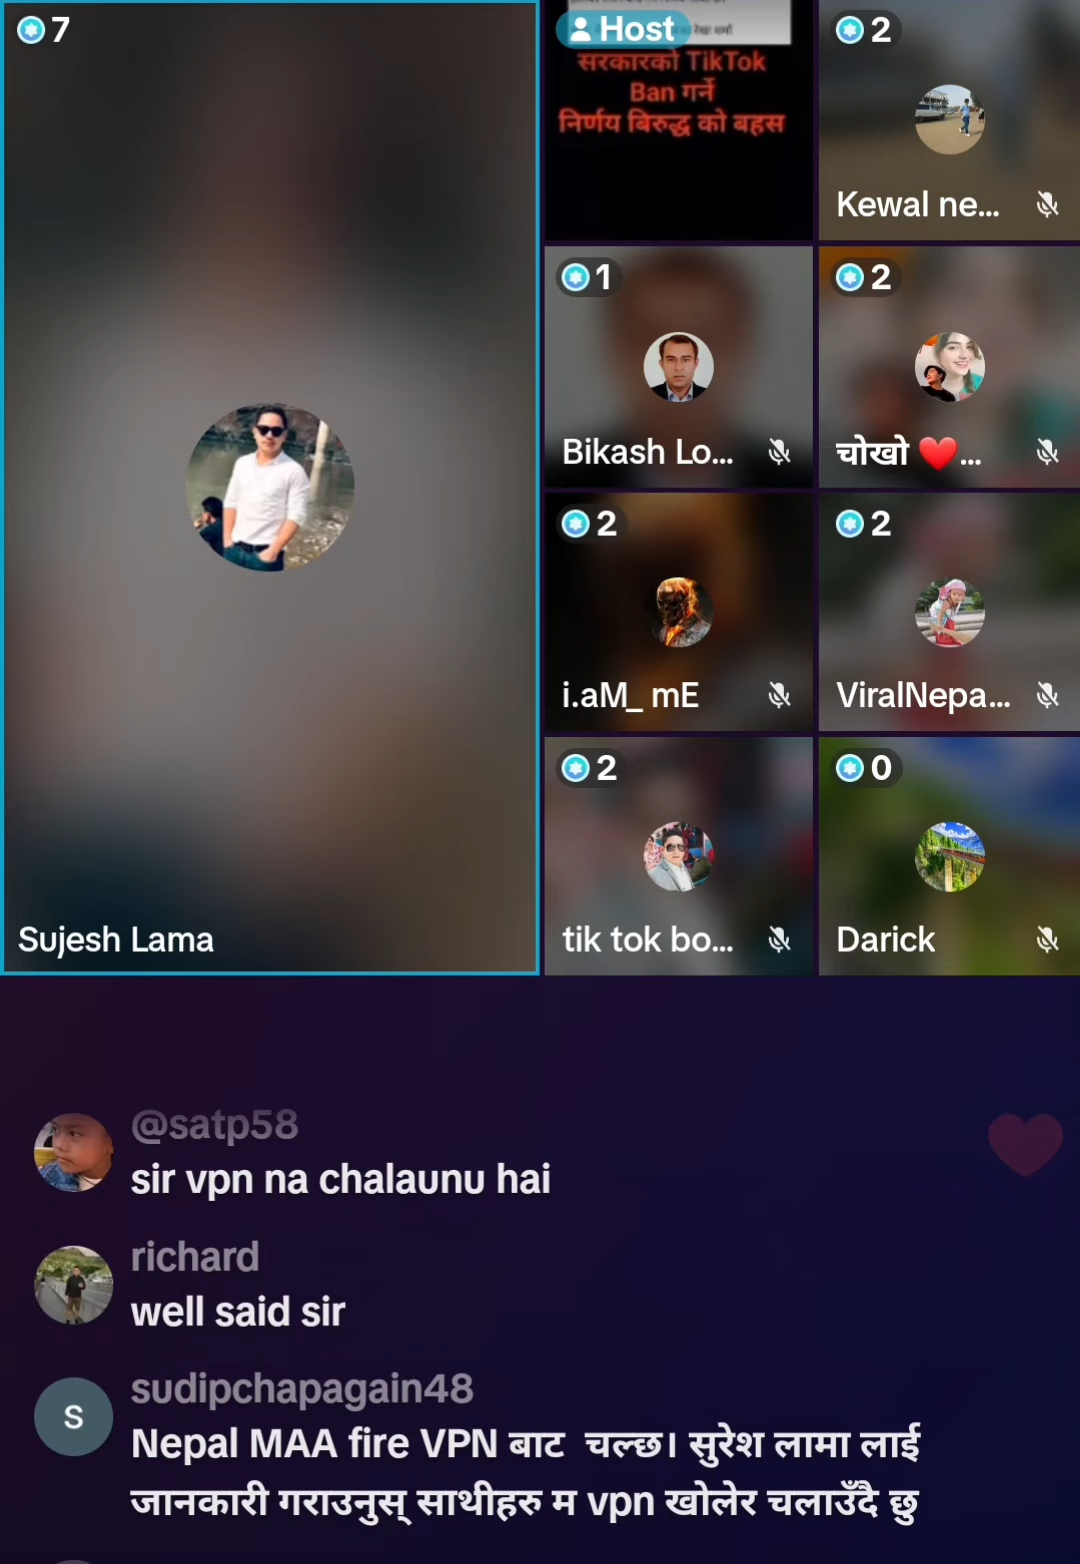 7
Host
रेखा शर्मा
सरकारको TikTok
Ban गर्ने
निर्णय बिरुद्ध को बहस
2
Kewal ne...
1
Bikash Lo...
2
चोखो ❤️...
2
i.aM_ mE
2
ViralNepa...
2
tik tok bo...
0
Darick
Sujesh Lama
@satp58
sir vpn na chalaunu hai
richard
well said sir
S
sudipchapagain48
Nepal MAA fire VPN बाट चल्छ। सुरेश लामा लाई
जानकारी गराउनुस् साथीहरु म vpn खोलेर चलाउँदै छु